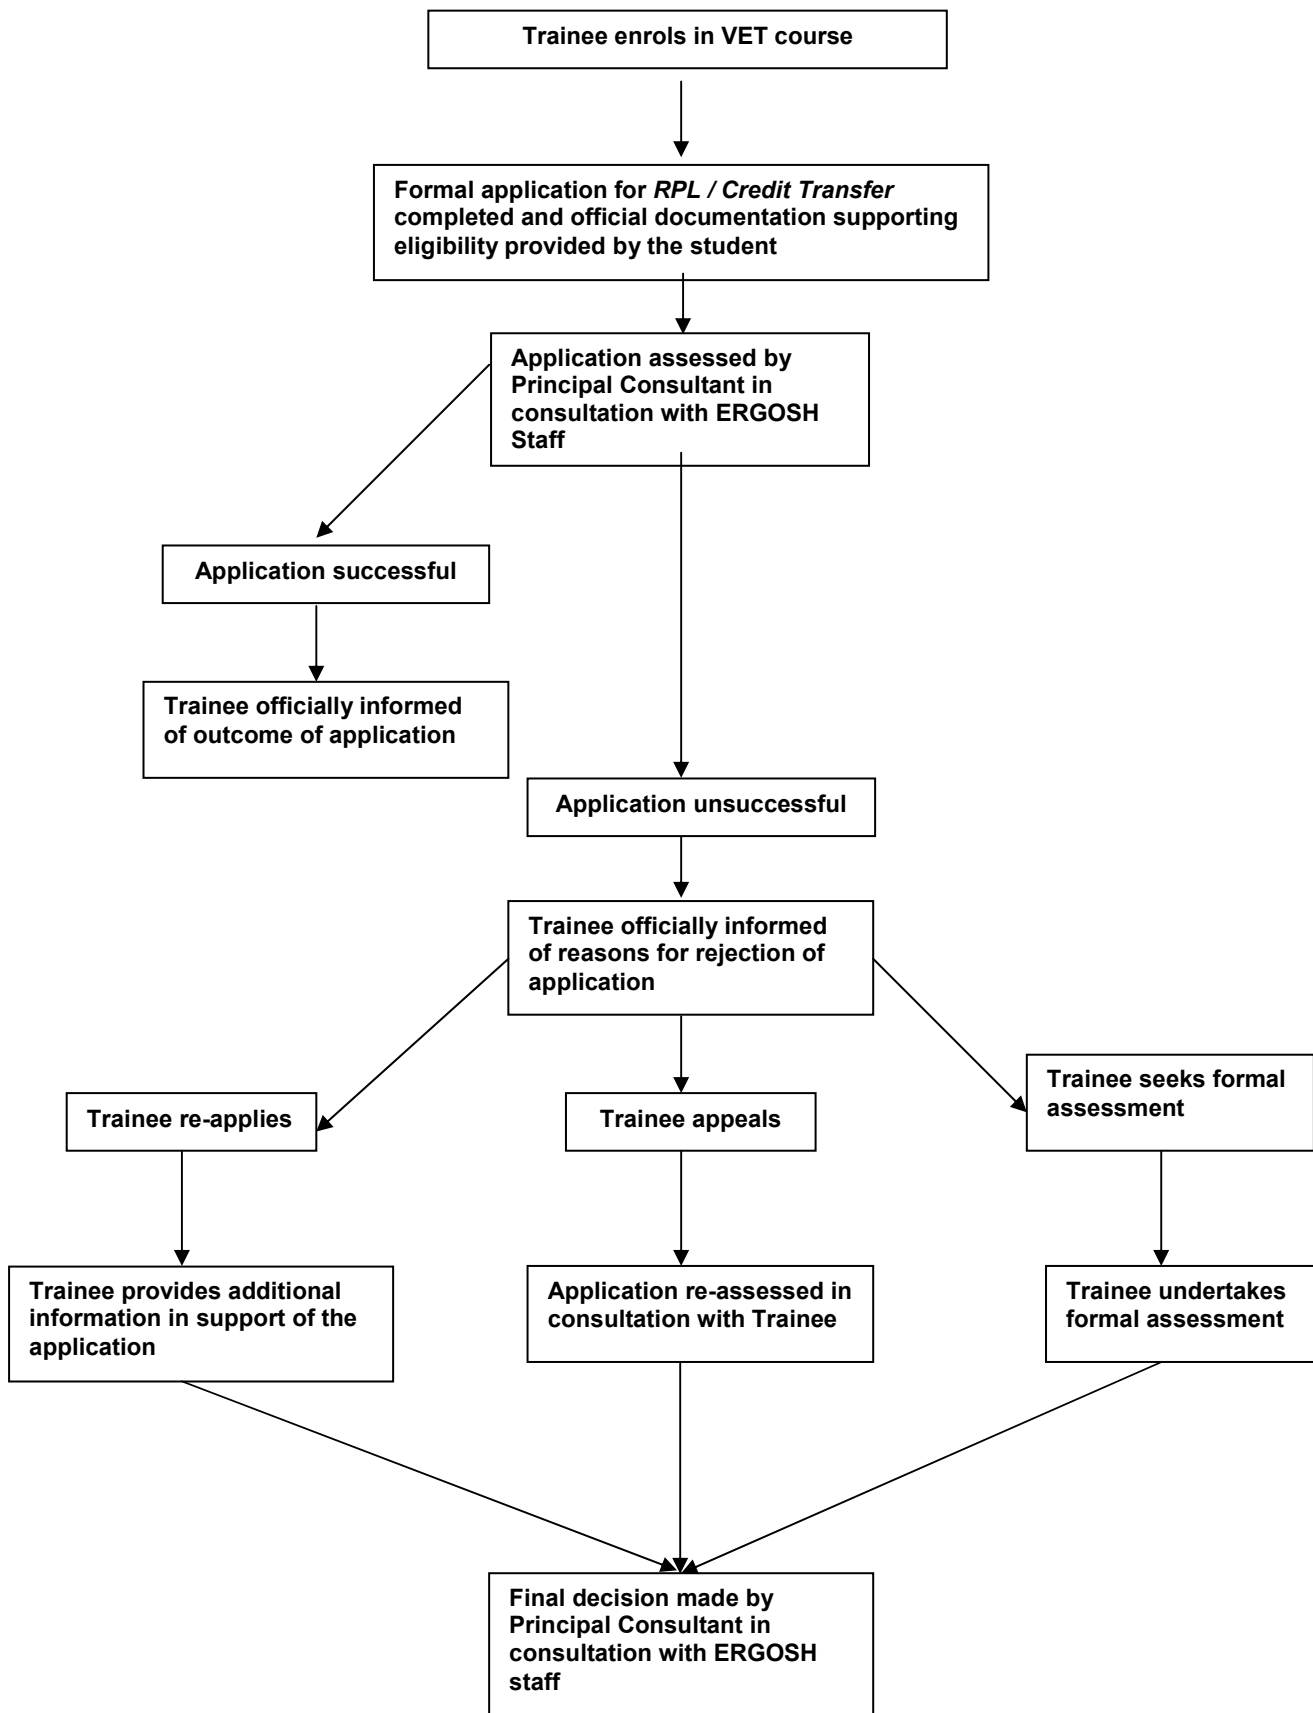 Trainee enrols in VET course
Formal application for RPL / Credit Transfer
completed and official documentation supporting
eligibility provided by the student
Application assessed by
Principal Consultant in
consultation with ERGOSH
Staff
Application successful
Trainee officially informed
of outcome of application
Application unsuccessful
Trainee officially informed
of reasons for rejection of
application
Trainee re-applies
Trainee appeals
Trainee seeks formal
assessment
Trainee provides additional
information in support of the
application
Application re-assessed in
consultation with Trainee
Trainee undertakes
formal assessment
Final decision made by
Principal Consultant in
consultation with ERGOSH
staff